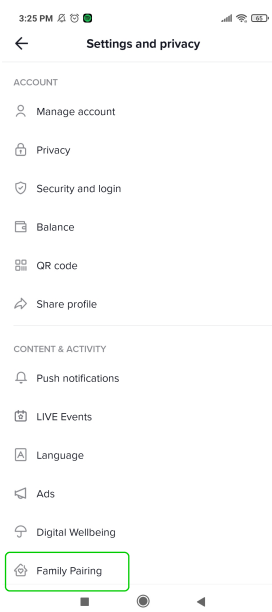 3:25 PM
65
Settings and privacy
ACCOUNT
Manage account
Privacy
Security and login
Balance
QR code
Share profile
CONTENT & ACTIVITY
Push notifications
LIVE Events
A Language
Ads
Digital Wellbeing
Family Pairing